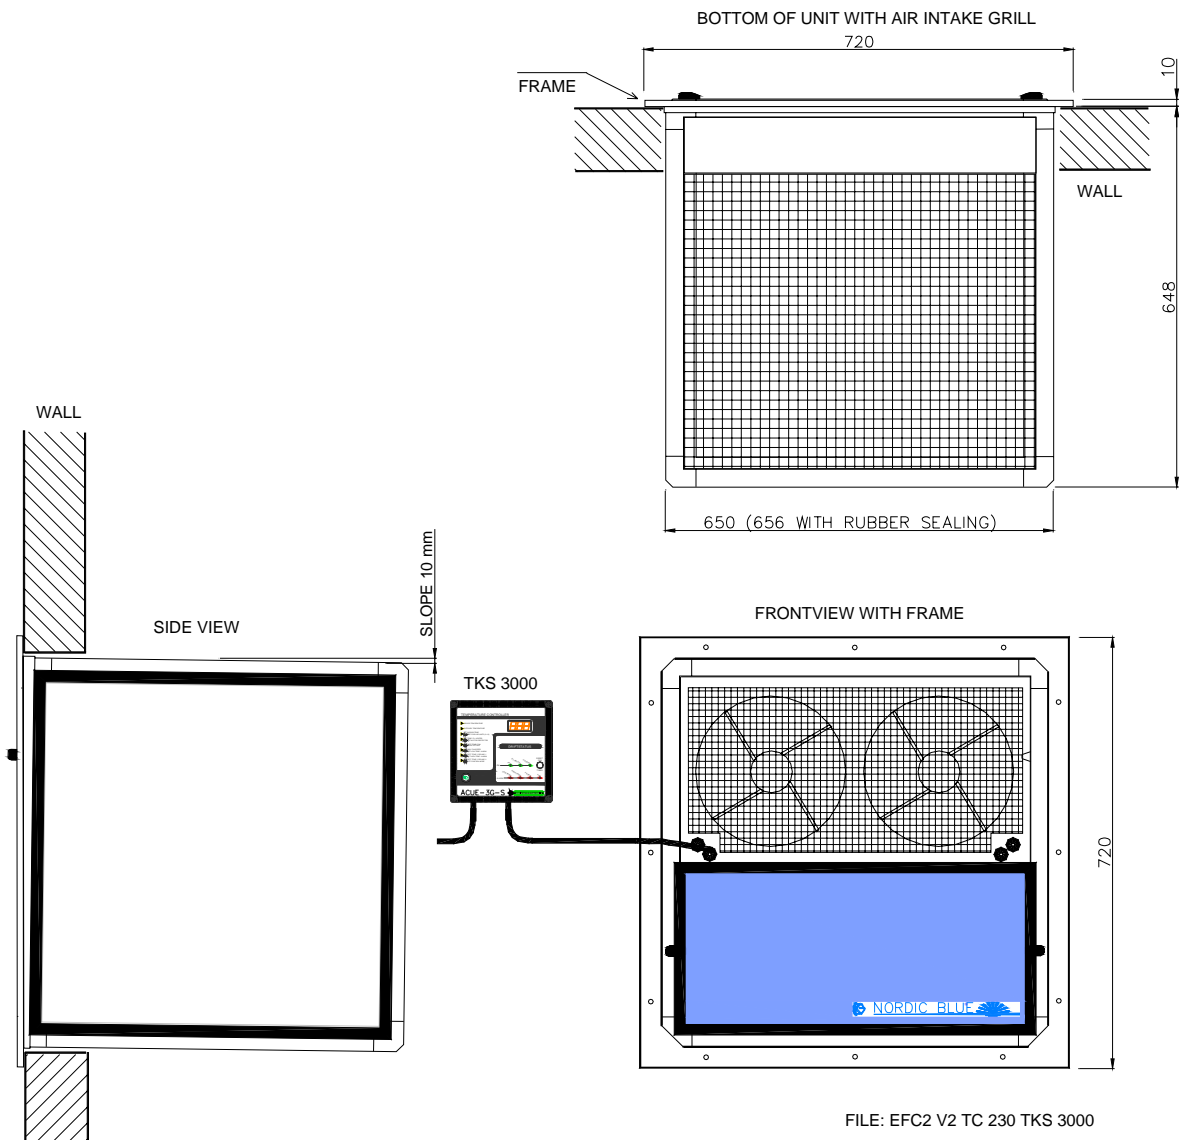 BOTTOM OF UNIT WITH AIR INTAKE GRILL
720
10
FRAME
WALL
648
650 (656 WITH RUBBER SEALING)
WALL
SLOPE 10 mm
SIDE VIEW
FRONTVIEW WITH FRAME
TKS 3000
TEMPERATURE CONTROLLER
ACUE-3G-S
720
NORDIC BLUE
FILE: EFC2 V2 TC 230 TKS 3000